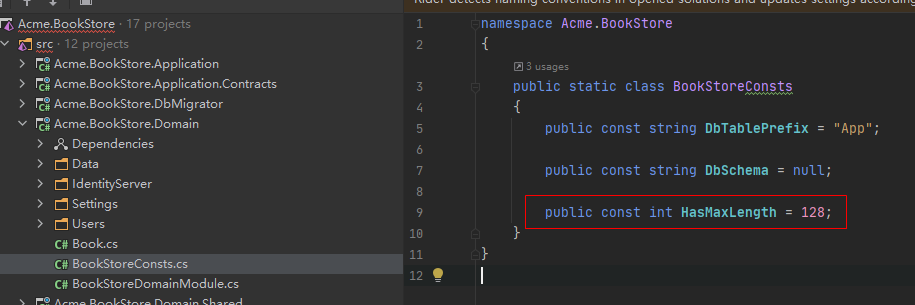 Rider detects naming conventions in opened solutions and updates settings according
Acme.BookStore · 17 projects
src · 12 projects
Acme.BookStore.Application
Acme.BookStore.Application.Contracts
Acme.BookStore.DbMigrator
Acme.BookStore.Domain
Dependencies
Data
IdentityServer
Settings
Users
C# Book.cs
C# BookStoreConsts.cs
C# BookStoreDomainModule.cs
Acme.BookStore.Domain.Shared
1 namespace Acme.BookStore
2 {
3 usages
3 public static class BookStoreConsts
4 {
5 public const string DbTablePrefix = "App";
6
7 public const string DbSchema = null;
8
9 public const int HasMaxLength = 128;
10 }
11 }
12